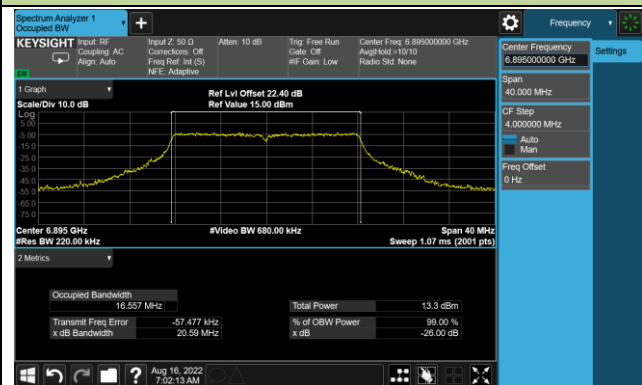 Spectrum Analyzer 1
Occupied BW
Frequency
KEYSIGHT
Input: RF
Coupling: AC
Align: Auto
Input Z: 50 Ω
Corrections: Off
Freq Ref: Int (S)
NFE: Adaptive
Atten: 10 dB
Trig: Free Run
Gate: Off
#IF Gain: Low
Center Freq: 6.895000000 GHz
Avg|Hold:>10/10
Radio Std: None
Center Frequency
6.895000000 GHz
Settings
Span
40.000 MHz
CF Step
4.000000 MHz
Auto
Man
Freq Offset
0 Hz
1 Graph
Scale/Div 10.0 dB
Ref Lvl Offset 22.40 dB
Ref Value 15.00 dBm
Log
5.00
-5.00
-15.0
-25.0
-35.0
-45.0
-55.0
-65.0
-75.0
Center 6.895 GHz
#Res BW 220.00 kHz
#Video BW 680.00 kHz
Span 40 MHz
Sweep 1.07 ms (2001 pts)
2 Metrics
Occupied Bandwidth
16.557 MHz
Total Power 13.3 dBm
Transmit Freq Error -57.477 kHz
% of OBW Power 99.00 %
x dB Bandwidth 20.59 MHz
x dB -26.00 dB
Aug 16, 2022
7:02:13 AM